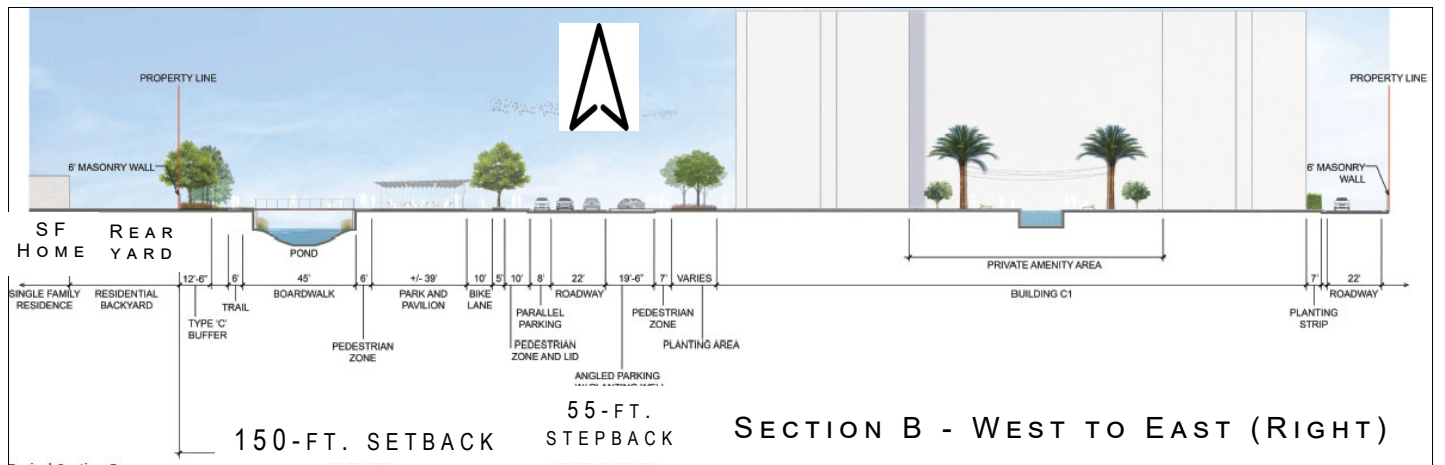 PROPERTY LINE
PROPERTY LINE
6' MASONRY WALL
6' MASONRY
WALL
SF
HOME
REAR
YARD
POND
PRIVATE AMENITY AREA
12'-6"
6'
45'
6'
+/- 39'
10'
5'
10'
8'
22'
19'-6"
7'
VARIES
7'
22'
SINGLE FAMILY
RESIDENCE
RESIDENTIAL
BACKYARD
TYPE 'C'
BUFFER
TRAIL
BOARDWALK
PEDESTRIAN
ZONE
PARK AND
PAVILION
BIKE
LANE
PEDESTRIAN
ZONE AND LID
PARALLEL
PARKING
ROADWAY
ANGLED PARKING
PEDESTRIAN
ZONE
PLANTING AREA
BUILDING C1
PLANTING
STRIP
ROADWAY
150-FT. SETBACK
55-FT.
STEPBACK
SECTION B - WEST TO EAST (RIGHT)